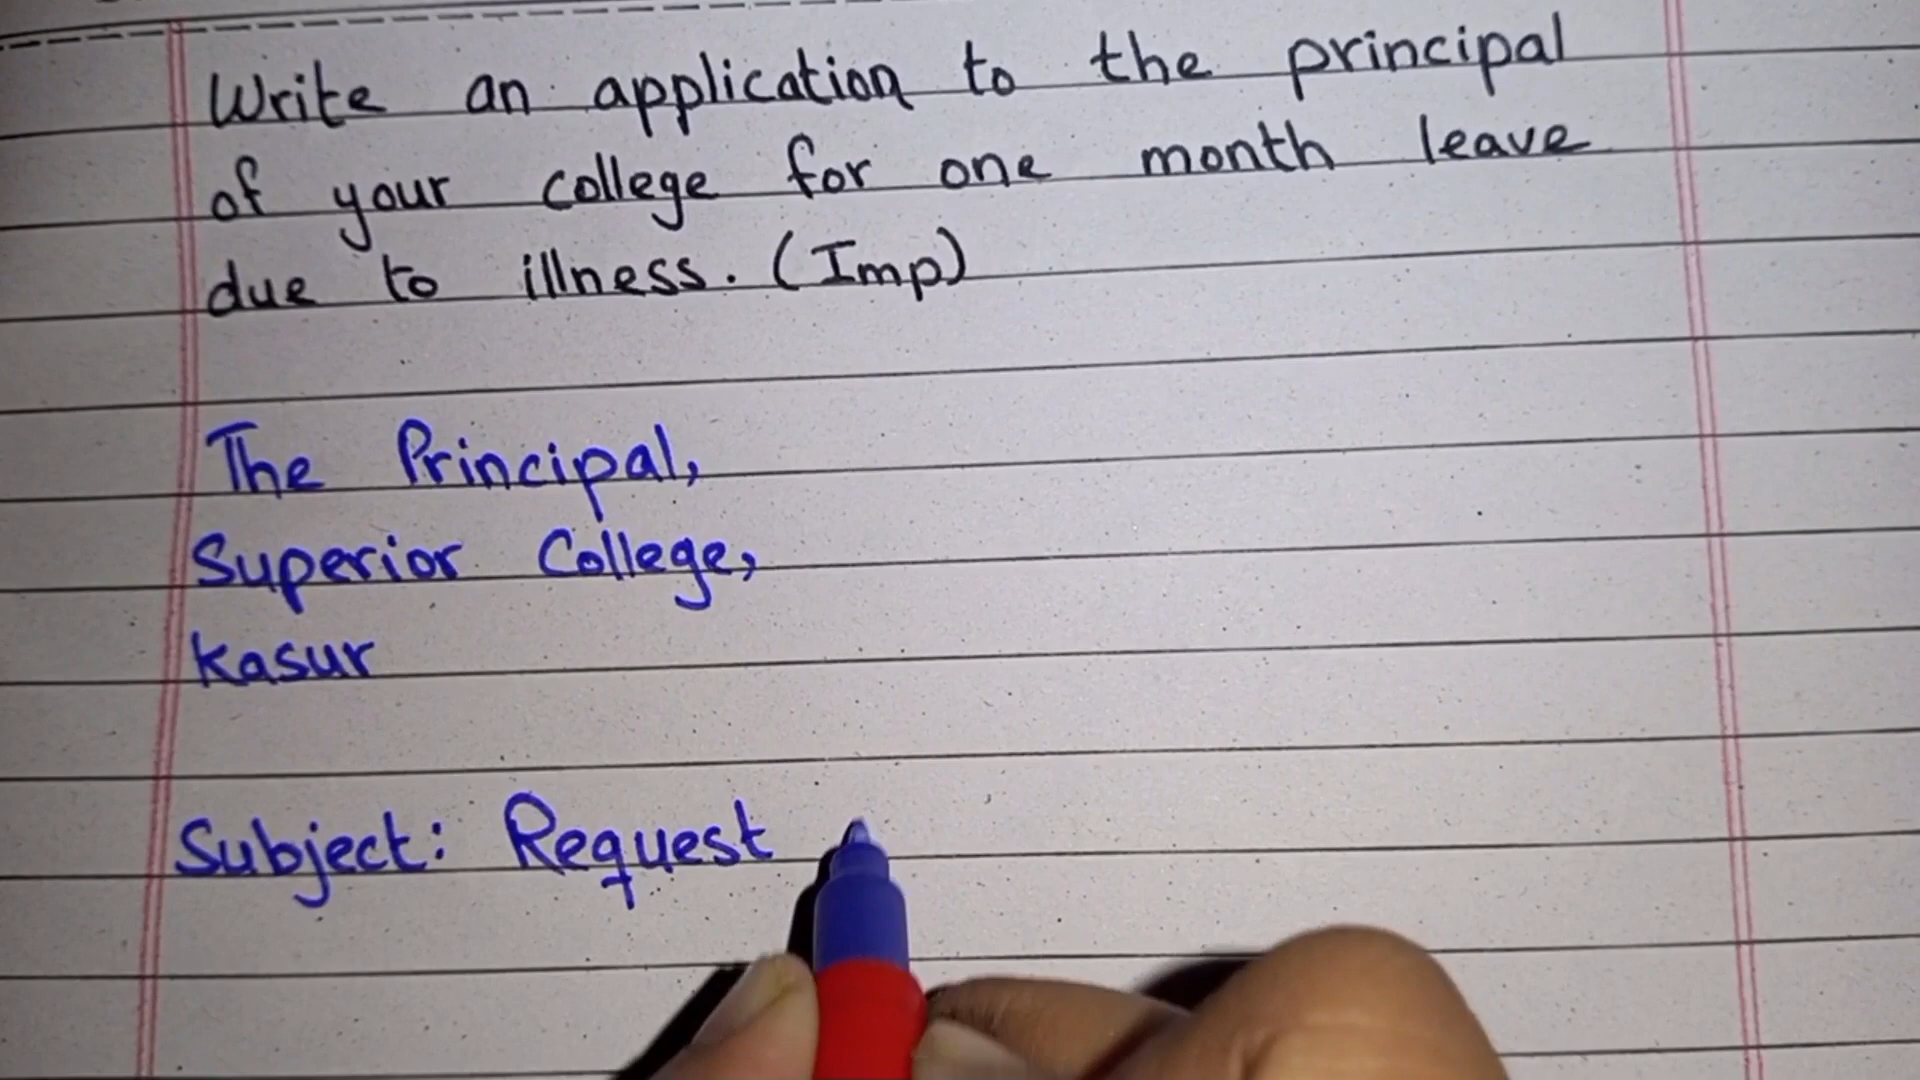 Write an application to the principal
of your college for one month leave
due to illness. (Imp)
The Principal,
Superior College,
Kasur
Subject: Request